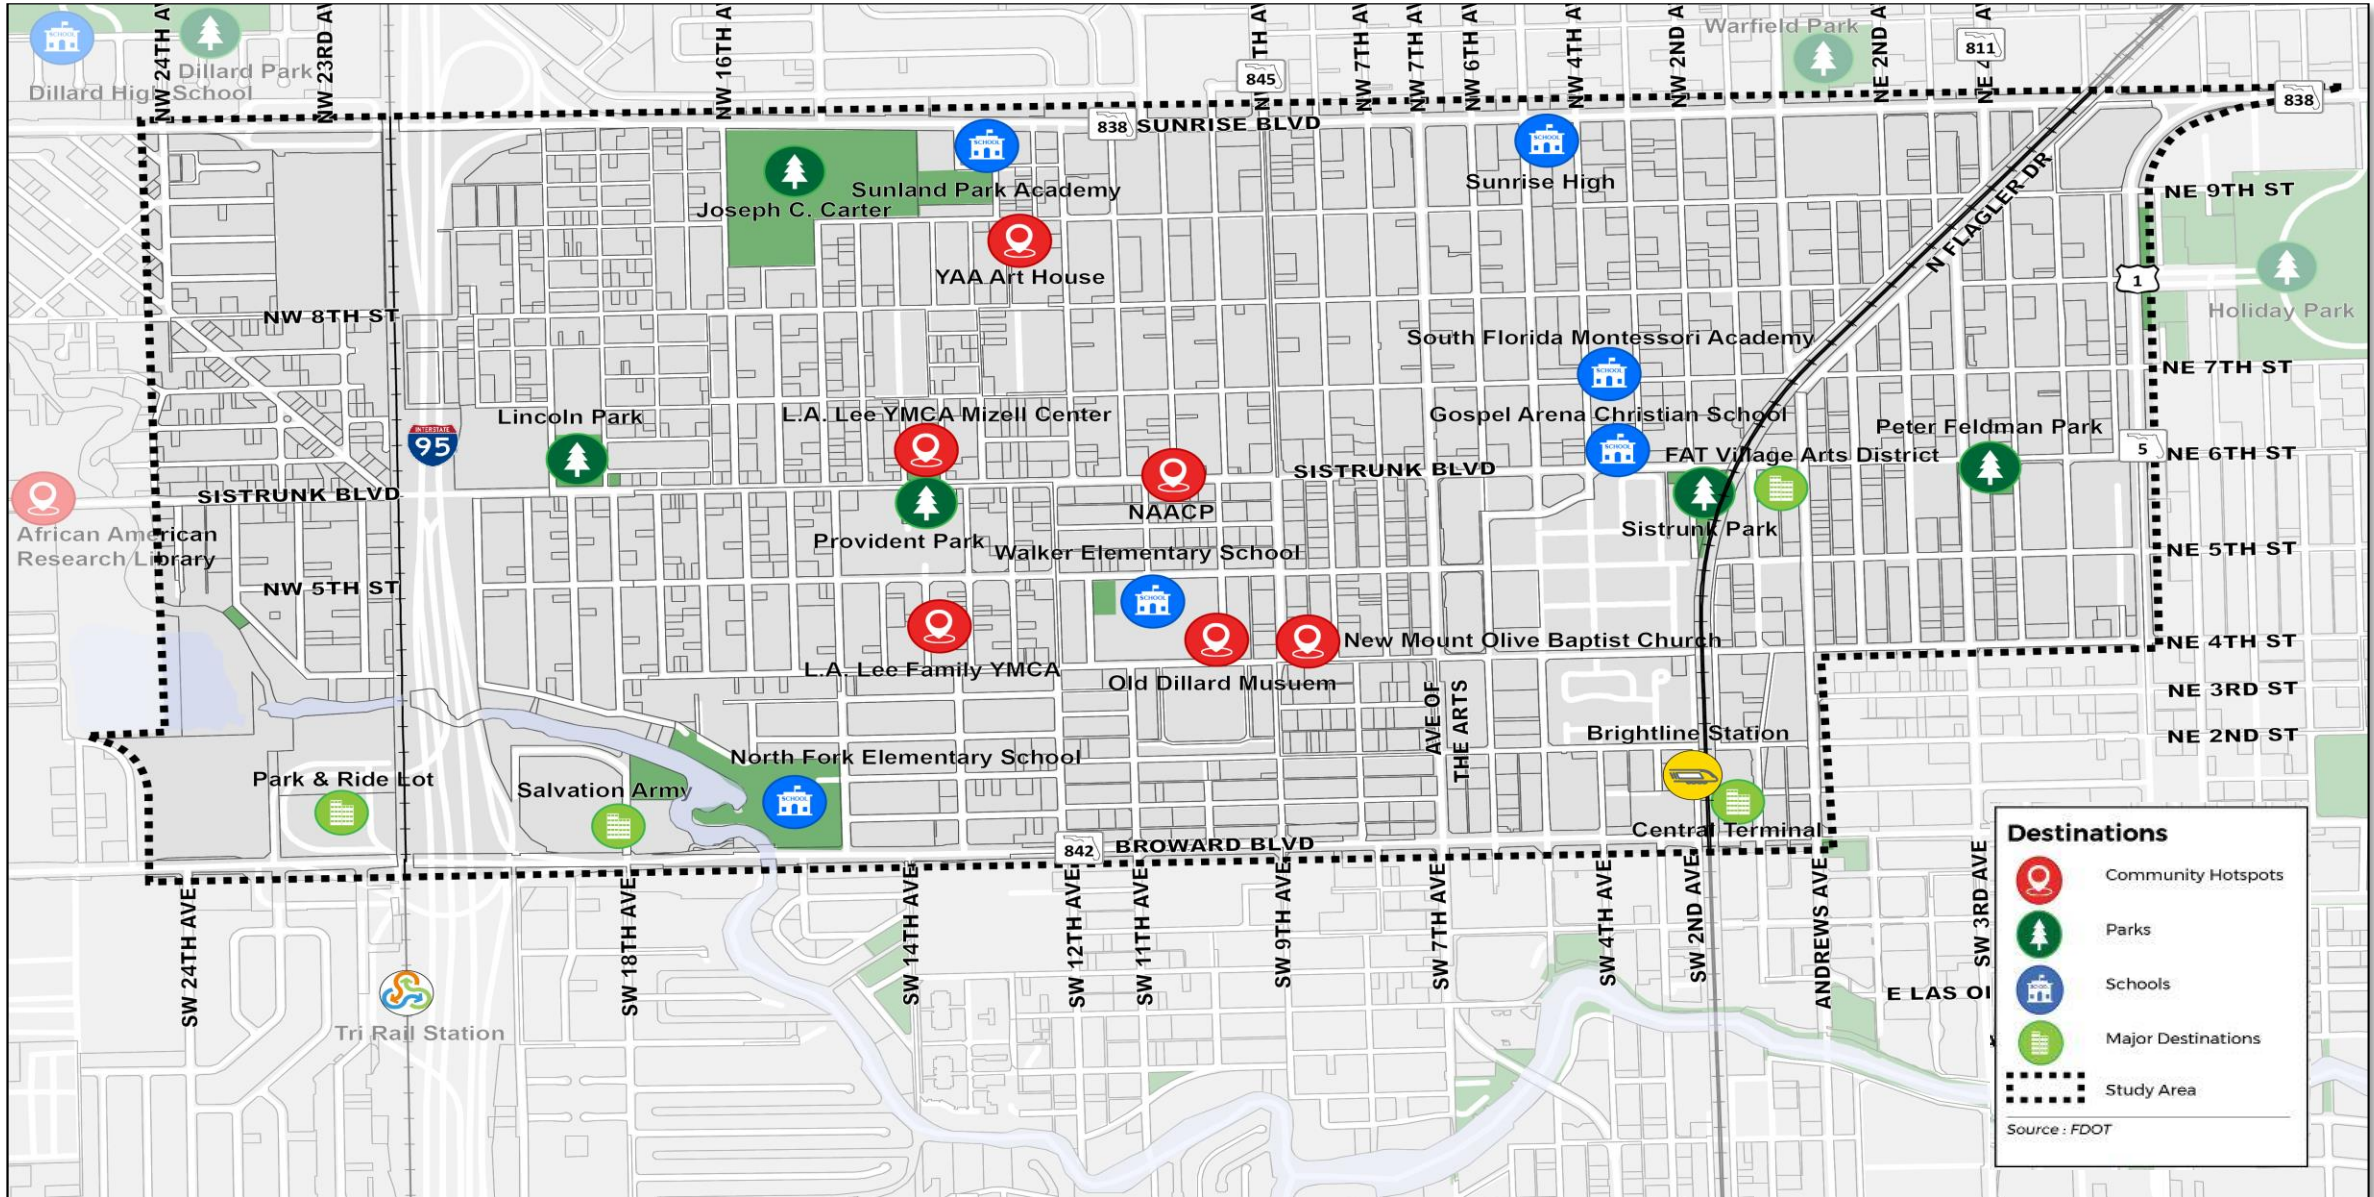 NW 24TH AV
NW 23RD AV
NW 16TH A
NW 7TH A
NW 7TH A
NW 6TH A
NW 4TH A
NW 2ND A
NE 2ND A
Dillard Park
Dillard High School
Warfield Park
811
845
838
838
SUNRISE BLVD
Sunland Park Academy
Joseph C. Carter
Sunrise High
NE 9TH ST
N FLAGLER DR
YAA Art House
1
Holiday Park
NW 8TH ST
South Florida Montessori Academy
NE 7TH ST
Lincoln Park
L.A. Lee YMCA Mizell Center
Gospel Arena Christian School
Peter Feldman Park
INTERSTATE
95
5
NE 6TH ST
FAT Village Arts District
SISTRUNK BLVD
SISTRUNK BLVD
NAACP
Sistrunk Park
African American
Research Library
Provident Park
Walker Elementary School
NE 5TH ST
NW 5TH ST
New Mount Olive Baptist Church
NE 4TH ST
L.A. Lee Family YMCA
Old Dillard Musuem
NE 3RD ST
AVE OF
THE ARTS
NE 2ND ST
Brightline Station
North Fork Elementary School
Park & Ride Lot
Salvation Army
Central Terminal
842
BROWARD BLVD
SW 24TH AVE
SW 18TH AVE
SW 14TH AVE
SW 12TH AVE
SW 11TH AVE
SW 9TH AVE
SW 7TH AVE
SW 4TH AVE
SW 2ND AVE
ANDREWS AVE
SW 3RD AVE
E LAS OL
Tri Rail Station
SCHOOL
SCHOOL
SCHOOL
SCHOOL
SCHOOL
SCHOOL
SCHOOL
Destinations
Community Hotspots
Parks
Schools
Major Destinations
Study Area
Source : FDOT